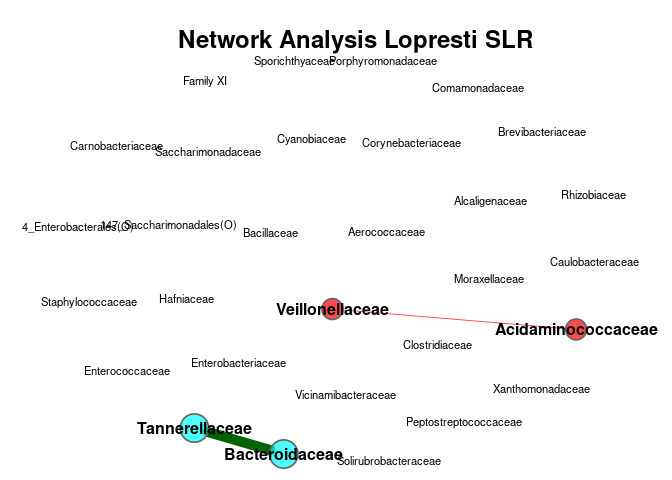 Network Analysis Lopresti SLR
Sporichthyaceae
Porphyromonadaceae
Family XI
Comamonadaceae
Brevibacteriaceae
Cyanobiaceae
Corynebacteriaceae
Carnobacteriaceae
Saccharimonadaceae
Rhizobiaceae
Alcaligenaceae
4_Enterobacterales(O)
147_Saccharimonadales(O)
Bacillaceae
Aerococcaceae
Caulobacteraceae
Moraxellaceae
Staphylococcaceae
Hafniaceae
Veillonellaceae
Acidaminococcaceae
Clostridiaceae
Enterobacteriaceae
Enterococcaceae
Xanthomonadaceae
Vicinamibacteraceae
Peptostreptococcaceae
Tannerellaceae
Bacteroidaceae
Solirubrobacteraceae